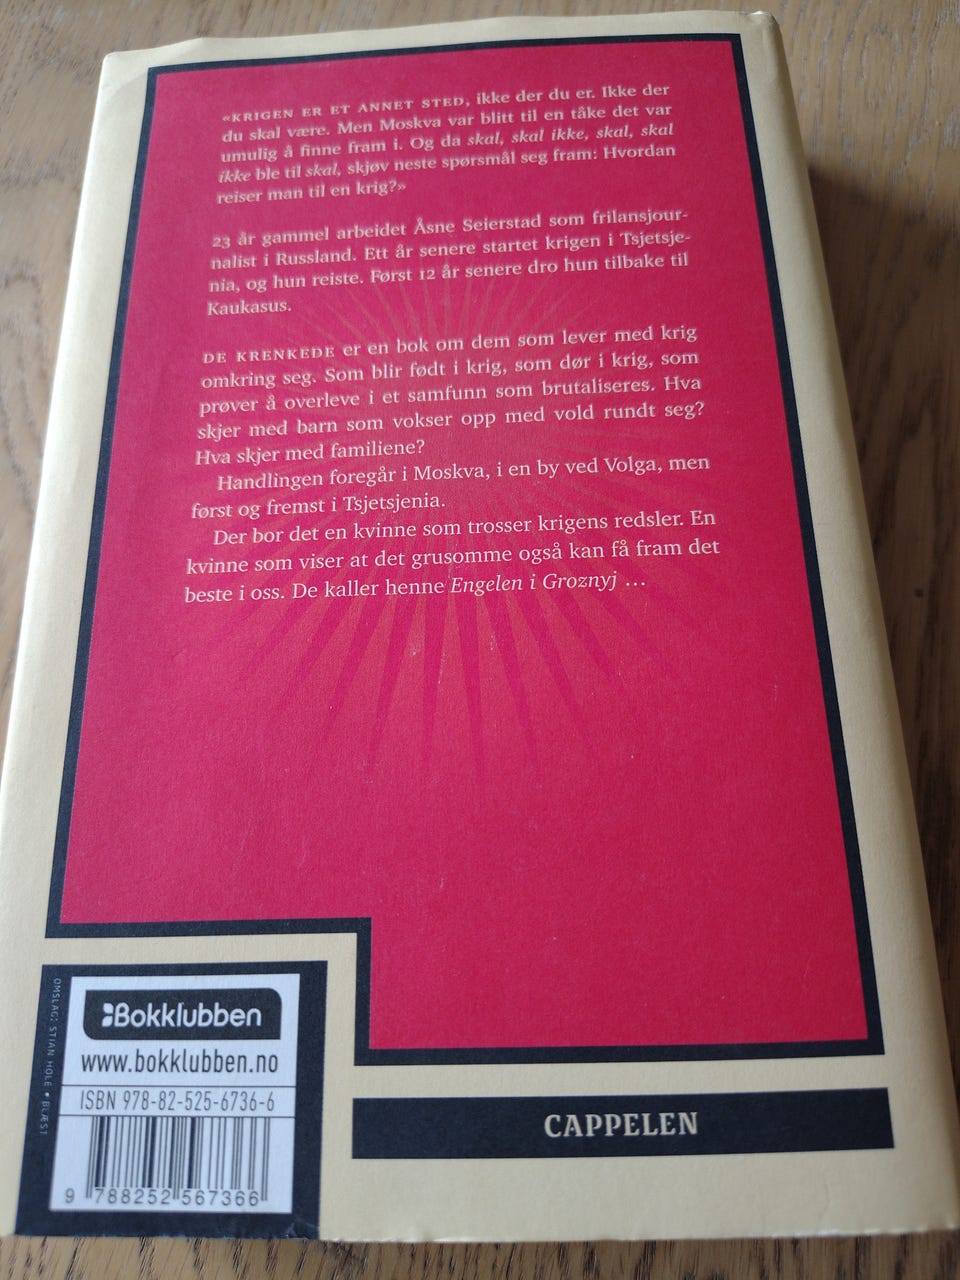 «KRIGEN ER ET ANNET STED, ikke der du er. Ikke der
du skal være. Men Moskva var blitt til en tåke det var
umulig å finne fram i. Og da skal, skal ikke, skal, skal
ikke ble til skal, skjøv neste spørsmål seg fram: Hvordan
reiser man til en krig?»
23 år gammel arbeidet Åsne Seierstad som frilansjour-
nalist i Russland. Ett år senere startet krigen i Tsjetsje-
nia, og hun reiste. Først 12 år senere dro hun tilbake til
Kaukasus.
DE KRENKEDE er en bok om dem som lever med krig
omkring seg. Som blir født i krig, som dør i krig, som
prøver å overleve i et samfunn som brutaliseres. Hva
skjer med barn som vokser opp med vold rundt seg?
Hva skjer med familiene?
Handlingen foregår i Moskva, i en by ved Volga, men
først og fremst i Tsjetsjenia.
Der bor det en kvinne som trosser krigens redsler. En
kvinne som viser at det grusomme også kan få fram det
beste i oss. De kaller henne Engelen i Groznyj ...
OMSLAG: STIAN HOLE • BLÆST
Bokklubben
www.bokklubben.no
ISBN 978-82-525-6736-6
9 788252 567366
CAPPELEN